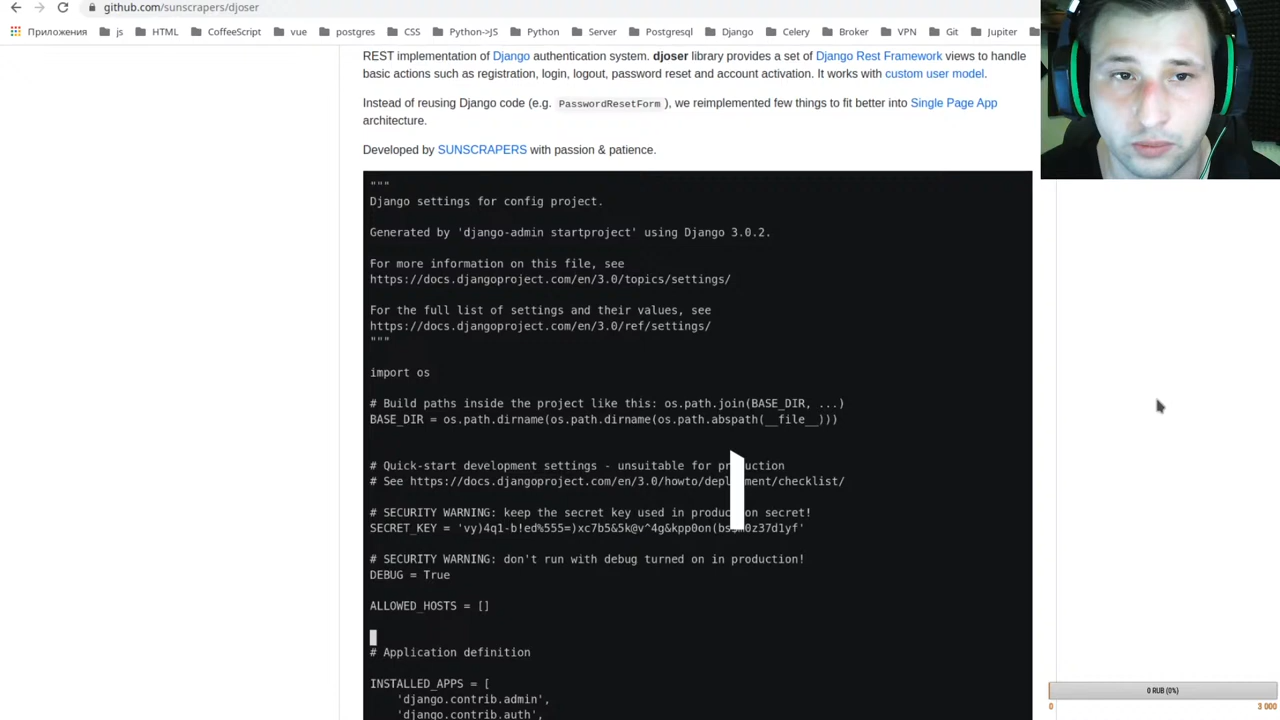 github.com/sunscrapers/djoser
Приложения js HTML CoffeeScript vue postgres CSS Python->JS Python Server Postgresql Django Celery Broker VPN Git Jupiter
REST implementation of Django authentication system. djoser library provides a set of Django Rest Framework views to handle
basic actions such as registration, login, logout, password reset and account activation. It works with custom user model.
Instead of reusing Django code (e.g. PasswordResetForm ), we reimplemented few things to fit better into Single Page App
architecture.
Developed by SUNSCRAPERS with passion & patience.
"""
Django settings for config project.
Generated by 'django-admin startproject' using Django 3.0.2.
For more information on this file, see
https://docs.djangoproject.com/en/3.0/topics/settings/
For the full list of settings and their values, see
https://docs.djangoproject.com/en/3.0/ref/settings/
"""
import os
# Build paths inside the project like this: os.path.join(BASE_DIR, ...)
BASE_DIR = os.path.dirname(os.path.dirname(os.path.abspath(__file__)))
# Quick-start development settings - unsuitable for production
# See https://docs.djangoproject.com/en/3.0/howto/deployment/checklist/
# SECURITY WARNING: keep the secret key used in production secret!
SECRET_KEY =
# SECURITY WARNING: don't run with debug turned on in production!
DEBUG = True
ALLOWED_HOSTS = []
# Application definition
INSTALLED_APPS = [
'django.contrib.admin',
'django.contrib.auth',
0 RUB (0%)
0 3 000